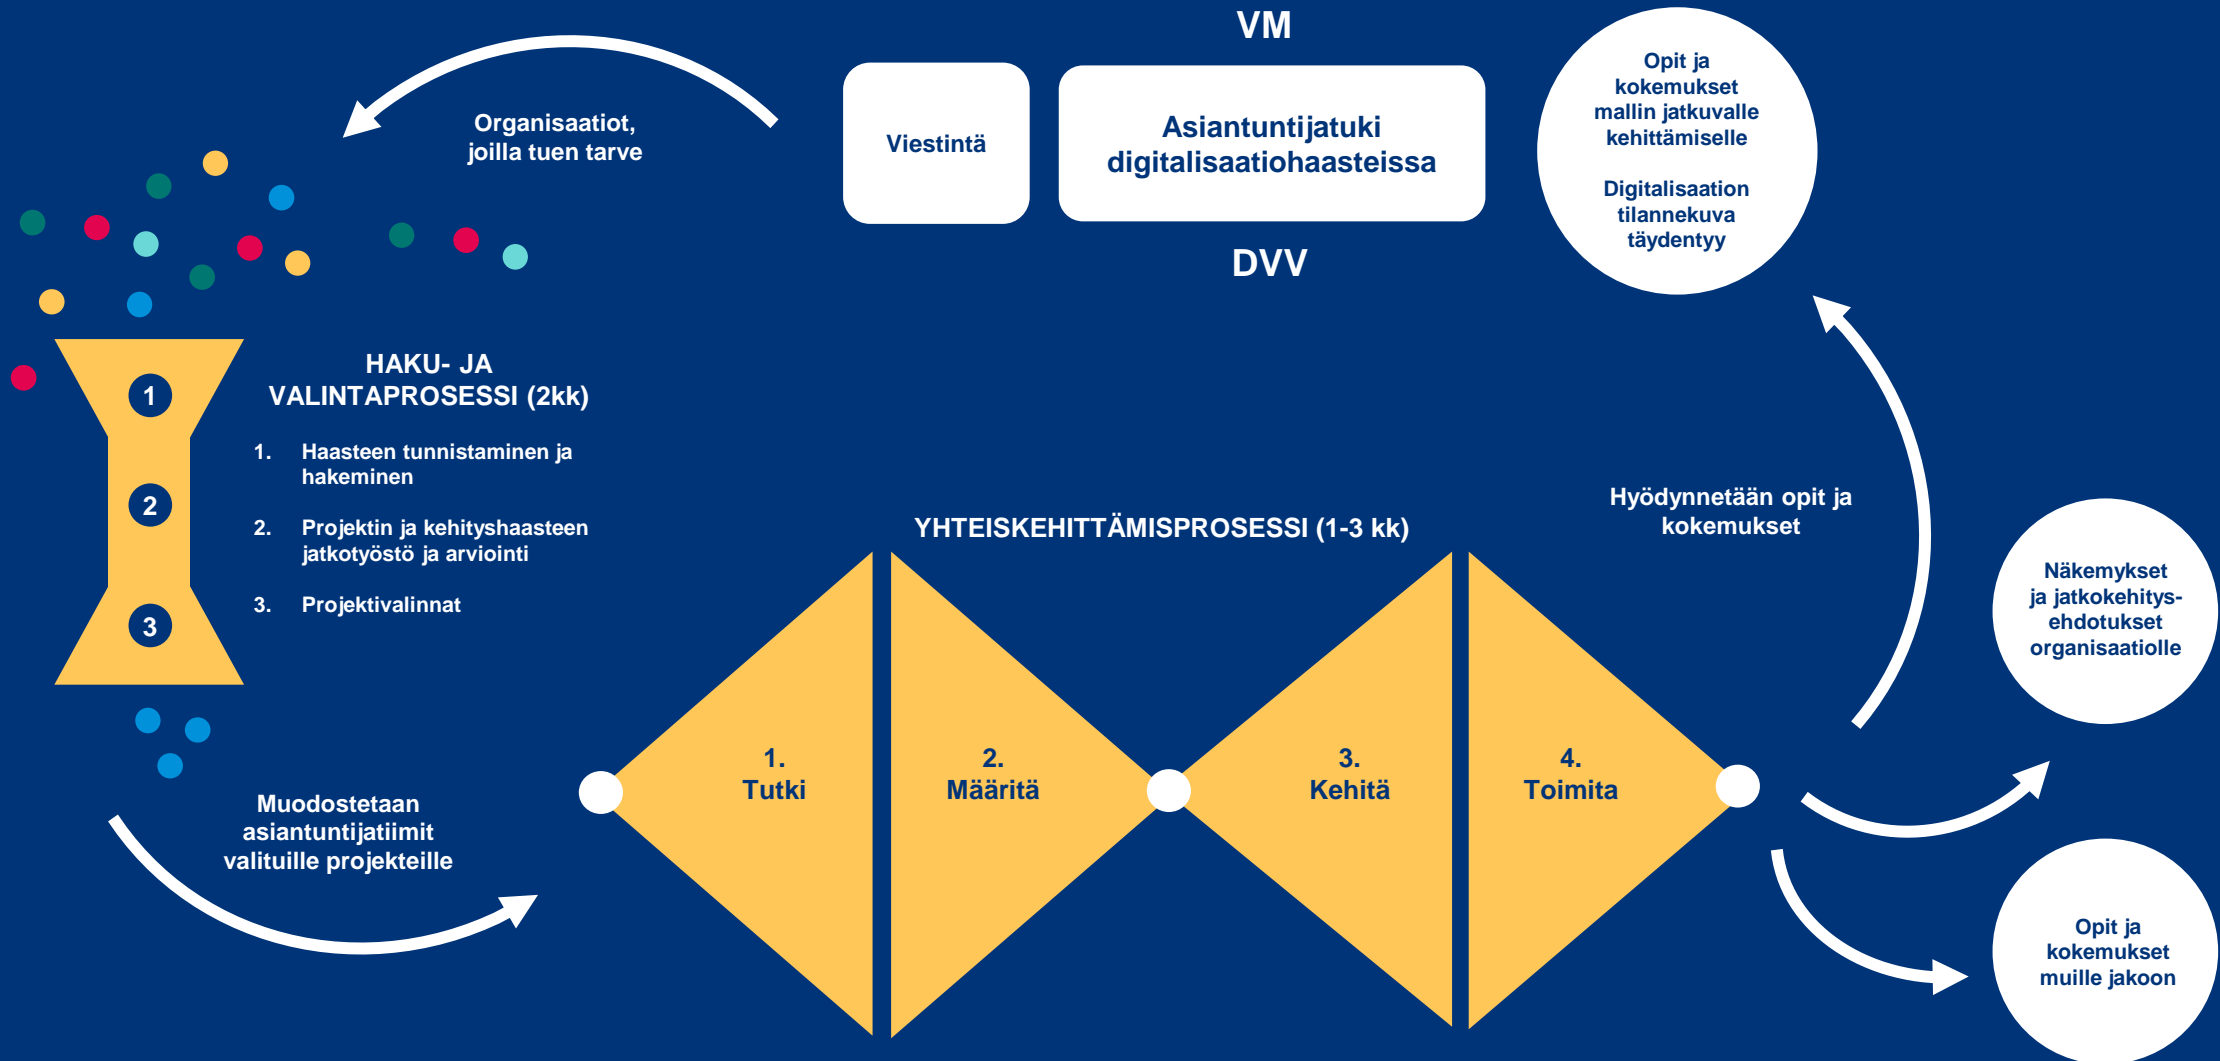 VM
Viestintä
Asiantuntijatuki
digitalisaatiohaasteissa
DVV
Opit ja
kokemukset
mallin jatkuvalle
kehittämiselle
Digitalisaation
tilannekuva
täydentyy
Organisaatiot,
joilla tuen tarve
1
2
3
HAKU- JA
VALINTAPROSESSI (2kk)
1. Haasteen tunnistaminen ja
hakeminen
2. Projektin ja kehityshaasteen
jatkotyöstö ja arviointi
3. Projektivalinnat
Muodostetaan
asiantuntijatiimit
valituille projekteille
YHTEISKEHITTÄMISPROSESSI (1-3 kk)
1.
Tutki
2.
Määritä
3.
Kehitä
4.
Toimita
Hyödynnetään opit ja
kokemukset
Näkemykset
ja jatkokehitys-
ehdotukset
organisaatiolle
Opit ja
kokemukset
muille jakoon